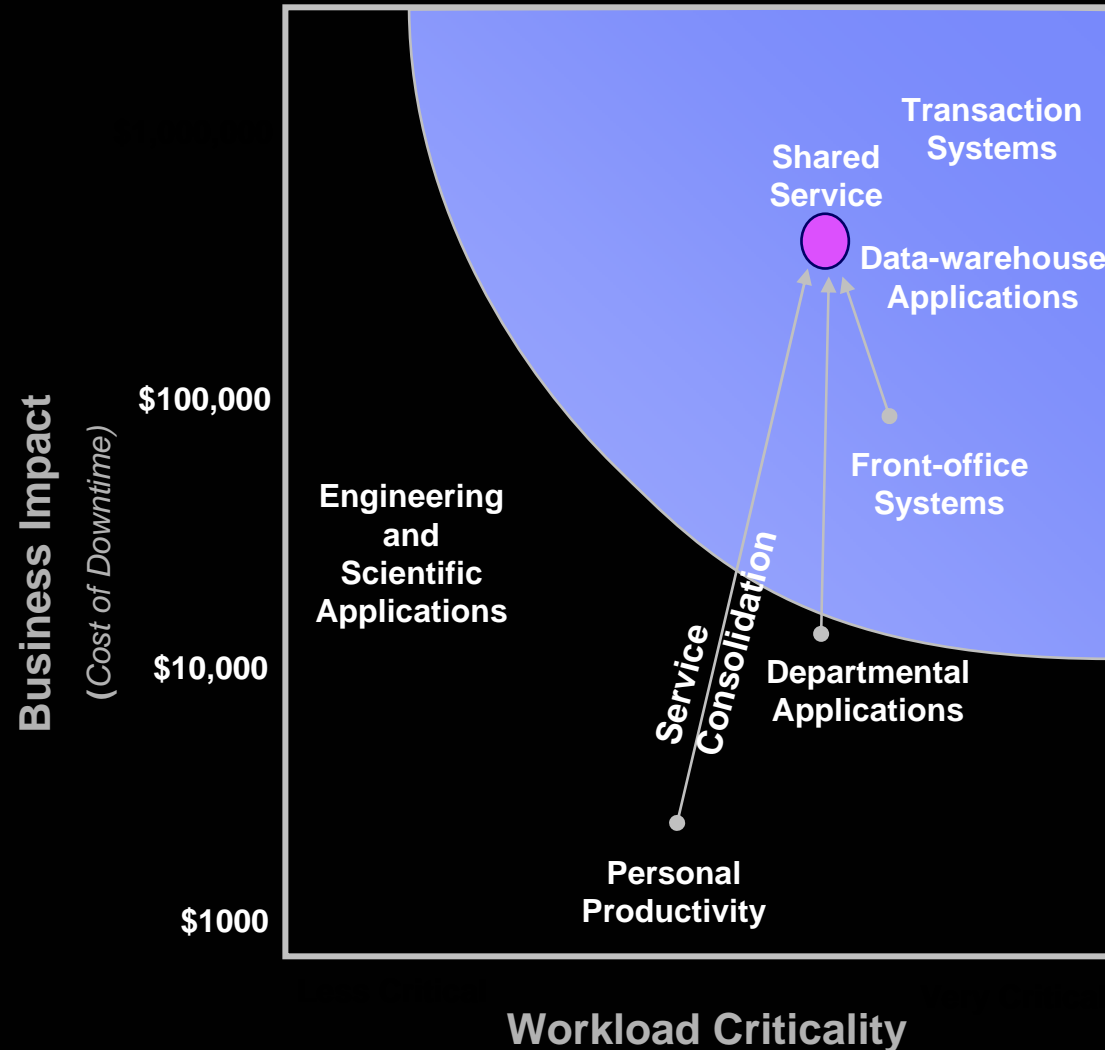 Transaction
Systems
Shared
Service
Data-warehouse
Applications
$100,000
Front-office
Systems
Engineering
and
Scientific
Applications
Business Impact
(Cost of Downtime)
Service
Consolidation
$10,000
Departmental
Applications
Personal
Productivity
$1000
Workload Criticality